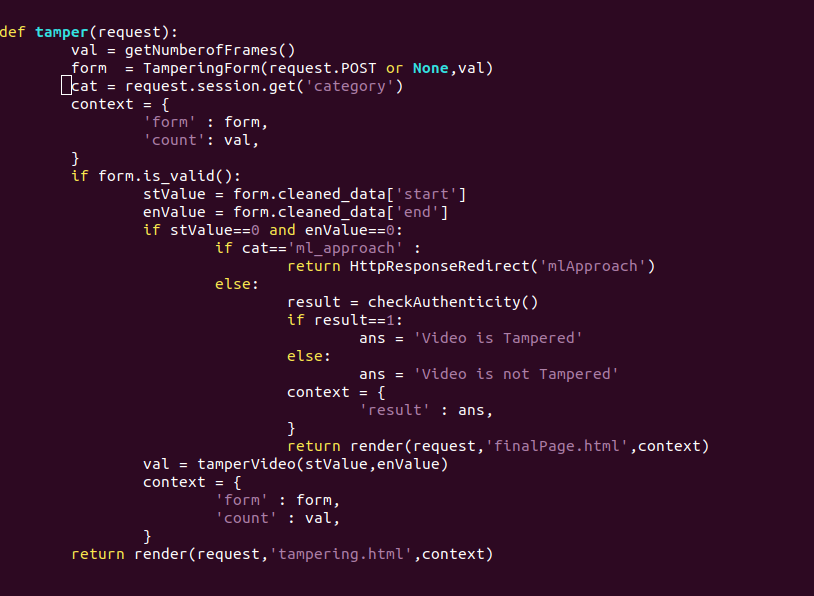 def tamper(request):
        val = getNumberofFrames()
        form  = TamperingForm(request.POST or None,val)
        cat = request.session.get('category')
        context = {
                'form' : form,
                'count': val,
        }
        if form.is_valid():
                stValue = form.cleaned_data['start']
                enValue = form.cleaned_data['end']
                if stValue==0 and enValue==0:
                        if cat=='ml_approach' :
                                return HttpResponseRedirect('mlApproach')
                        else:
                                result = checkAuthenticity()
                                if result==1:
                                        ans = 'Video is Tampered'
                                else:
                                        ans = 'Video is not Tampered'
                                context = {
                                        'result' : ans,
                                }
                                return render(request,'finalPage.html',context)
                val = tamperVideo(stValue,enValue)
                context = {
                        'form' : form,
                        'count' : val,
                }
        return render(request,'tampering.html',context)